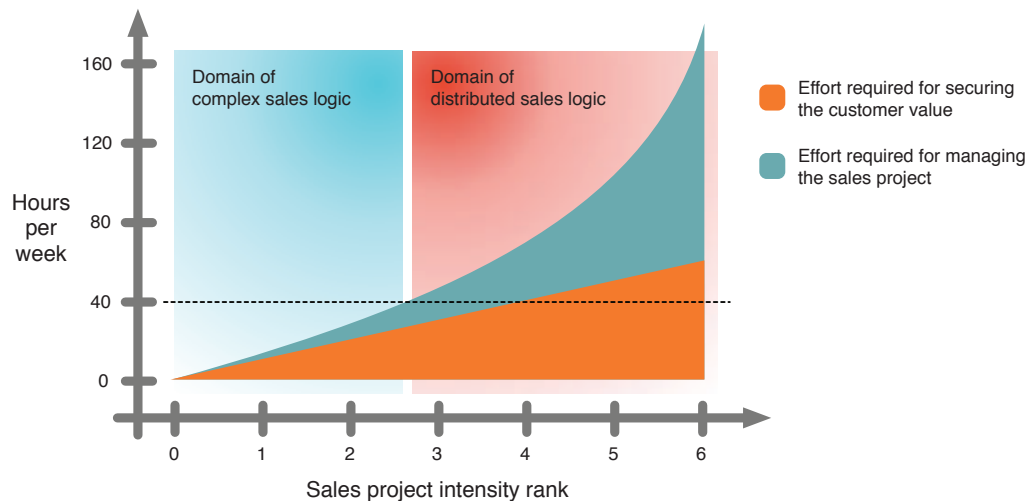 160
120
80
40
0
Hours
per
week
Domain of
complex sales logic
Domain of
distributed sales logic
Effort required for securing
the customer value
Effort required for managing
the sales project
0
1
2
3
4
5
6
Sales project intensity rank